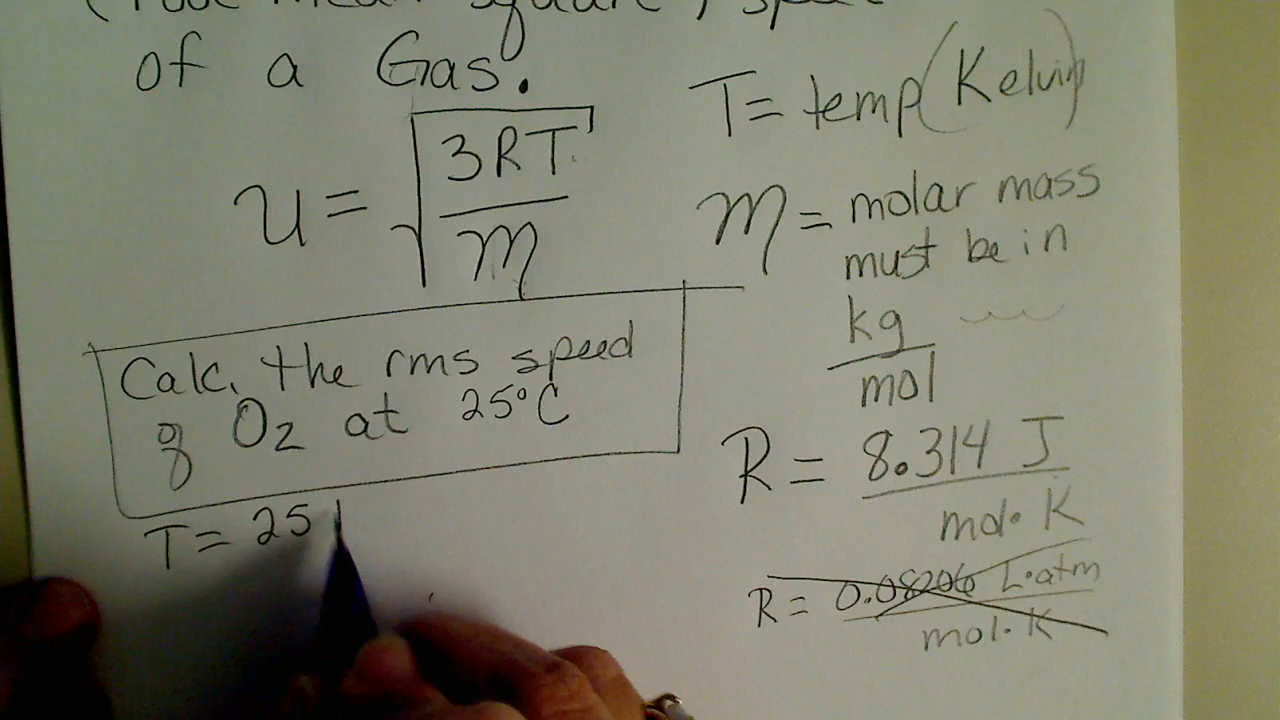 of a Gas.
u = √3RT/m
Calc. the rms speed
of O2 at 25°C
T = 25
T = temp (Kelvin)
m = molar mass
must be in
kg
mol
R = 8.314 J
mol·K
R = 0.08206 L·atm
mol·K